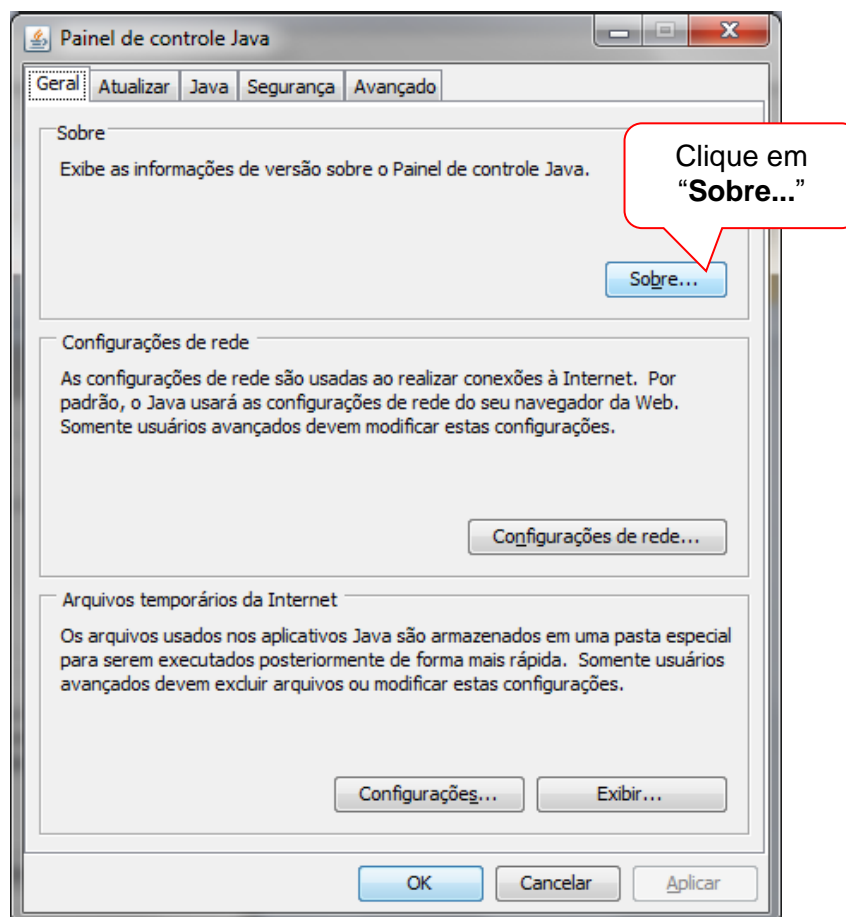 Painel de controle Java
Geral Atualizar Java Segurança Avançado
Sobre
Exibe as informações de versão sobre o Painel de controle Java.
Clique em
“Sobre...”
Sobre...
Configurações de rede
As configurações de rede são usadas ao realizar conexões à Internet. Por
padrão, o Java usará as configurações de rede do seu navegador da Web.
Somente usuários avançados devem modificar estas configurações.
Configurações de rede...
Arquivos temporários da Internet
Os arquivos usados nos aplicativos Java são armazenados em uma pasta especial
para serem executados posteriormente de forma mais rápida. Somente usuários
avançados devem excluir arquivos ou modificar estas configurações.
Configurações... Exibir...
OK Cancelar Aplicar